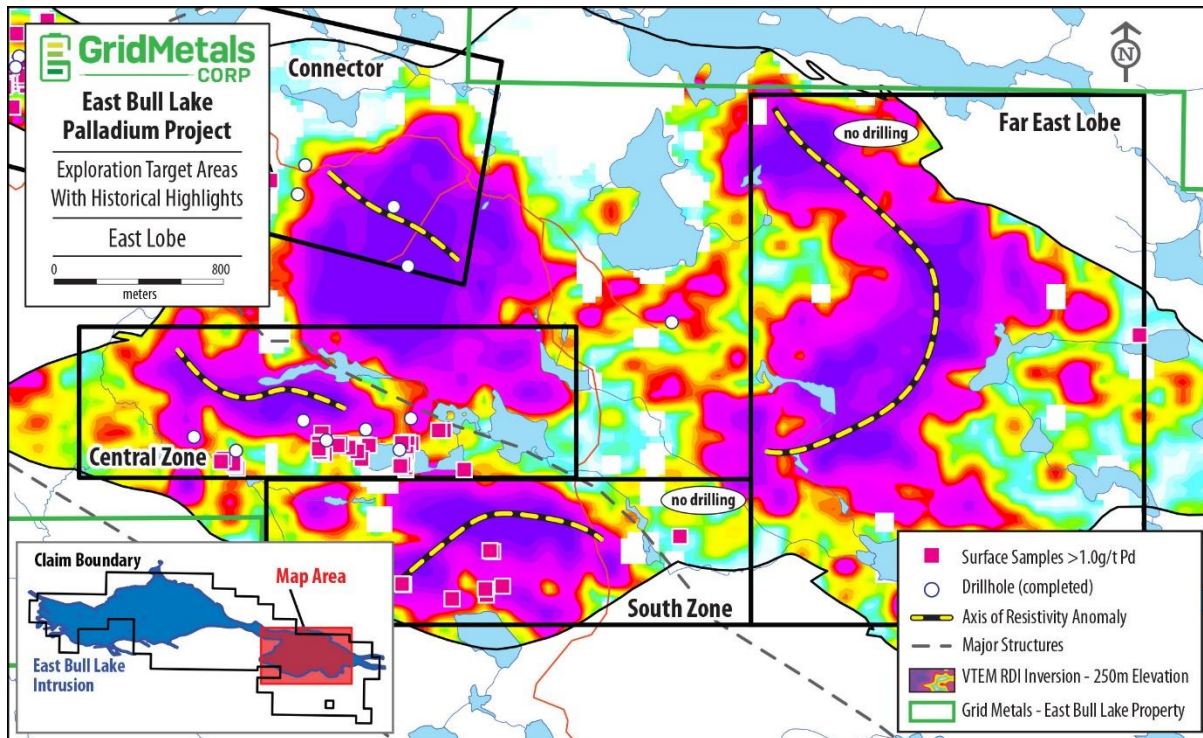 GridMetals
CORP
East Bull Lake
Palladium Project
Exploration Target Areas
With Historical Highlights
East Lobe
0 800
meters
Connector
N
no drilling
Far East Lobe
Central Zone
no drilling
South Zone
Claim Boundary
Map Area
East Bull Lake
Intrusion
Surface Samples >1.0g/t Pd
Drillhole (completed)
Axis of Resistivity Anomaly
Major Structures
VTEM RDI Inversion - 250m Elevation
Grid Metals - East Bull Lake Property